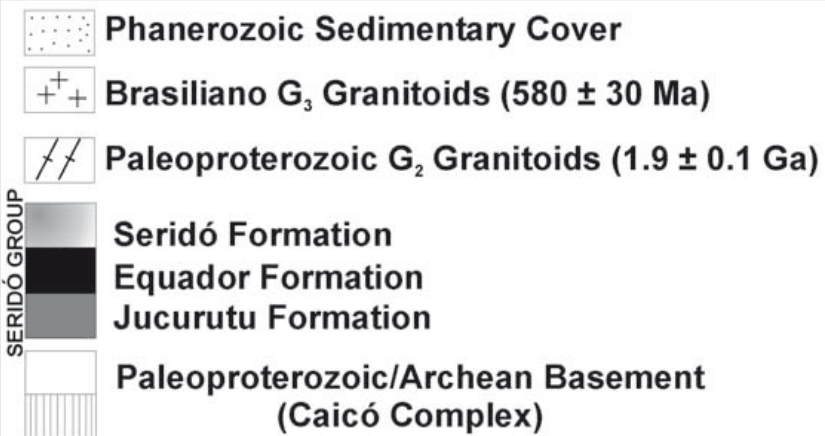 Phanerozoic Sedimentary Cover
Brasiliano G₃ Granitoids (580 ± 30 Ma)
Paleoproterozoic G₂ Granitoids (1.9 ± 0.1 Ga)
SERIDÓ GROUP
Seridó Formation
Equador Formation
Jucurutu Formation
Paleoproterozoic/Archean Basement
(Caicó Complex)